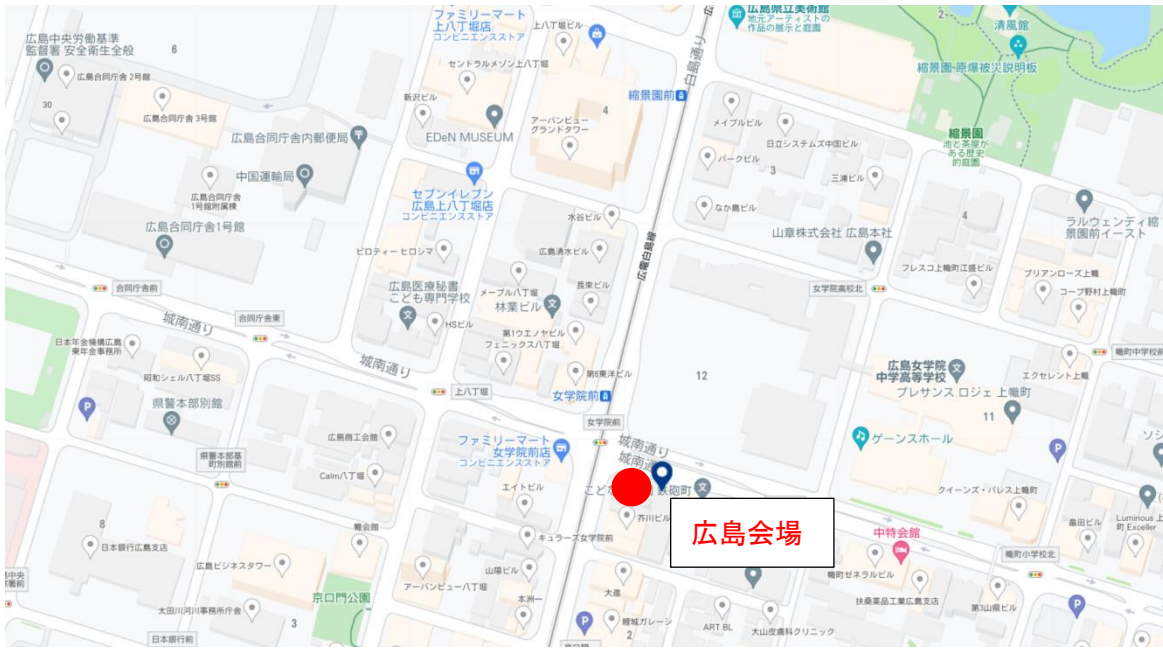 ファミリーマート
上八丁堀店
コンビニエンスストア
上八丁堀ビル
広島県立美術館
地元アーティストの
作品の展示と庭園
2
清風館
広島中央労働基準
監督署 安全衛生全般
6
広島合同庁舎 2号館
セントラルメゾン上八丁堀
白島通り
縮景園 原爆被災説明板
30
広島合同庁舎 3号館
新沢ビル
EDeN MUSEUM
4
アーバンビュー
グランドタワー
縮景園前
メイプルビル
日立システムズ中国ビル
縮景園
池と茶屋が
ある歴史
的庭園
広島合同庁舎内郵便局
中国運輸局
パークビル
3
三浦ビル
広島合同庁舎
1号館附属棟
セブンイレブン
広島上八丁堀店
コンビニエンスストア
なか島ビル
4
ラルウェンティ縮
景園前イースト
広島合同庁舎1号館
水谷ビル
山章株式会社 広島本社
ピロティー ヒロシマ
広島清水ビル
広電白島線
フレスコ上幟町江盛ビル
ブリアンローズ上幟
合同庁舎前
広島医療秘書
こども専門学校
メープル八丁堀
長東ビル
林業ビル
女学院高校北
コープ野村上幟町
城南通り
合同庁舎東
HSビル
第1ウエノヤビル
フェニックス八丁堀
日本年金機構広島
東年金事務所
昭和シェル八丁堀SS
城南通り
第6東洋ビル
12
広島女学院
中学高等学校
幟町中学校前
エクセレント上幟
上八丁堀
女学院前
プレサンス ロジェ 上幟町
P
県警本部別館
女学院前
11
広島商工会館
ファミリーマート
女学院前店
コンビニエンスストア
城南通り
城南通
ゲーンスホール
P
県警本部基
町別館前
Calm八丁堀
エイトビル
こどな
鉄砲町
クイーンズ・パレス上幟町
8
日本銀行広島支店
芥川ビル
広島会場
中特会館
畠田ビル
Luminous 上
町 Exceller
キュラーズ女学院前
幟町小学校北
広島ビジネスタワー
アーバンビュー八丁堀
山陽ビル
大進
幟町ゼネラルビル
京口門公園
本洲一
扶桑薬品工業広島支店
第3山県ビル
P
太田川河川事務所庁舎
3
日本銀行前
P
鯉城ガレーシ
2
ART BL
大山皮膚科クリニック